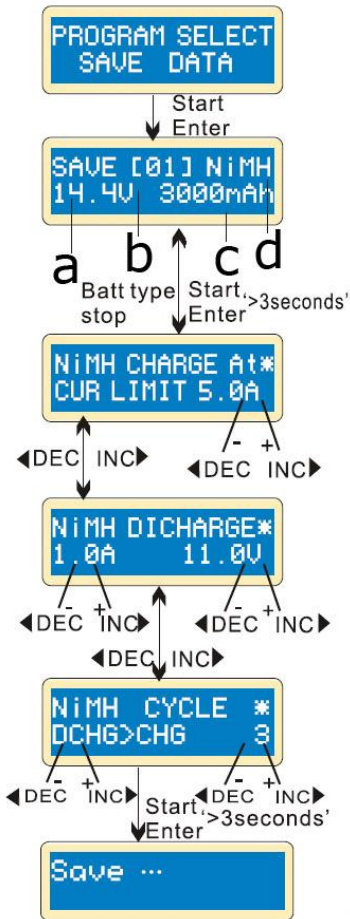 PROGRAM SELECT
SAVE DATA
Start
Enter
SAVE [01] NiMH
14.4V 3000mAh
a b c d
Batt type
stop
Start
Enter '>3seconds'
NiMH CHARGE At*
CUR LIMIT 5.0A
- +
◀DEC INC▶
◀DEC INC▶
NiMH DICHARGE*
1.0A 11.0V
- + - +
◀DEC INC▶ ◀DEC INC▶
◀DEC INC▶
NiMH CYCLE *
DCHG>CHG 3
- + - +
◀DEC INC▶ ◀DEC INC▶
Start
Enter '>3seconds'
Save ...